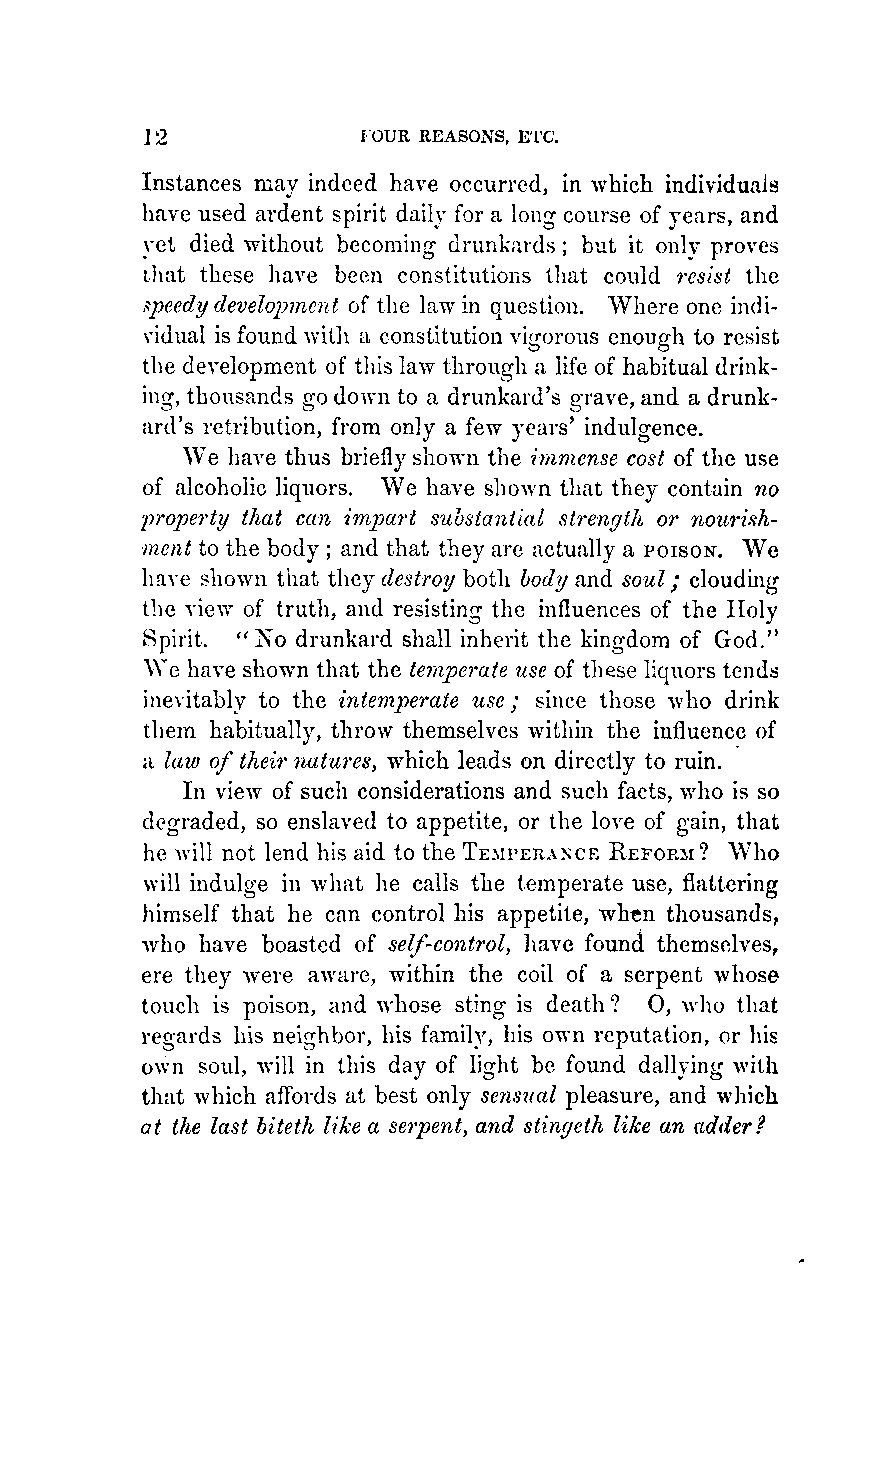 12 FOUR REASONS, ETC.
Instances may indeed have occurred, in which individuals
have used ardent spirit daily for a long course of years, and
yet died without becoming drunkards; but it only proves
that these have been constitutions that could resist the
speedy development of the law in question. Where one indi-
vidual is found with a constitution vigorous enough to resist
the development of this law through a life of habitual drink-
ing, thousands go down to a drunkard's grave, and a drunk-
ard's retribution, from only a few years' indulgence.
We have thus briefly shown the immense cost of the use
of alcoholic liquors. We have shown that they contain no
property that can impart substantial strength or nourish-
ment to the body; and that they are actually a POISON. We
have shown that they destroy both body and soul; clouding
the view of truth, and resisting the influences of the Holy
Spirit. "No drunkard shall inherit the kingdom of God."
We have shown that the temperate use of these liquors tends
inevitably to the intemperate use; since those who drink
them habitually, throw themselves within the influence of
a law of their natures, which leads on directly to ruin.
In view of such considerations and such facts, who is so
degraded, so enslaved to appetite, or the love of gain, that
he will not lend his aid to the TEMPERANCE REFORM? Who
will indulge in what he calls the temperate use, flattering
himself that he can control his appetite, when thousands,
who have boasted of self-control, have found themselves,
ere they were aware, within the coil of a serpent whose
touch is poison, and whose sting is death? O, who that
regards his neighbor, his family, his own reputation, or his
own soul, will in this day of light be found dallying with
that which affords at best only sensual pleasure, and which
at the last biteth like a serpent, and stingeth like an adder?